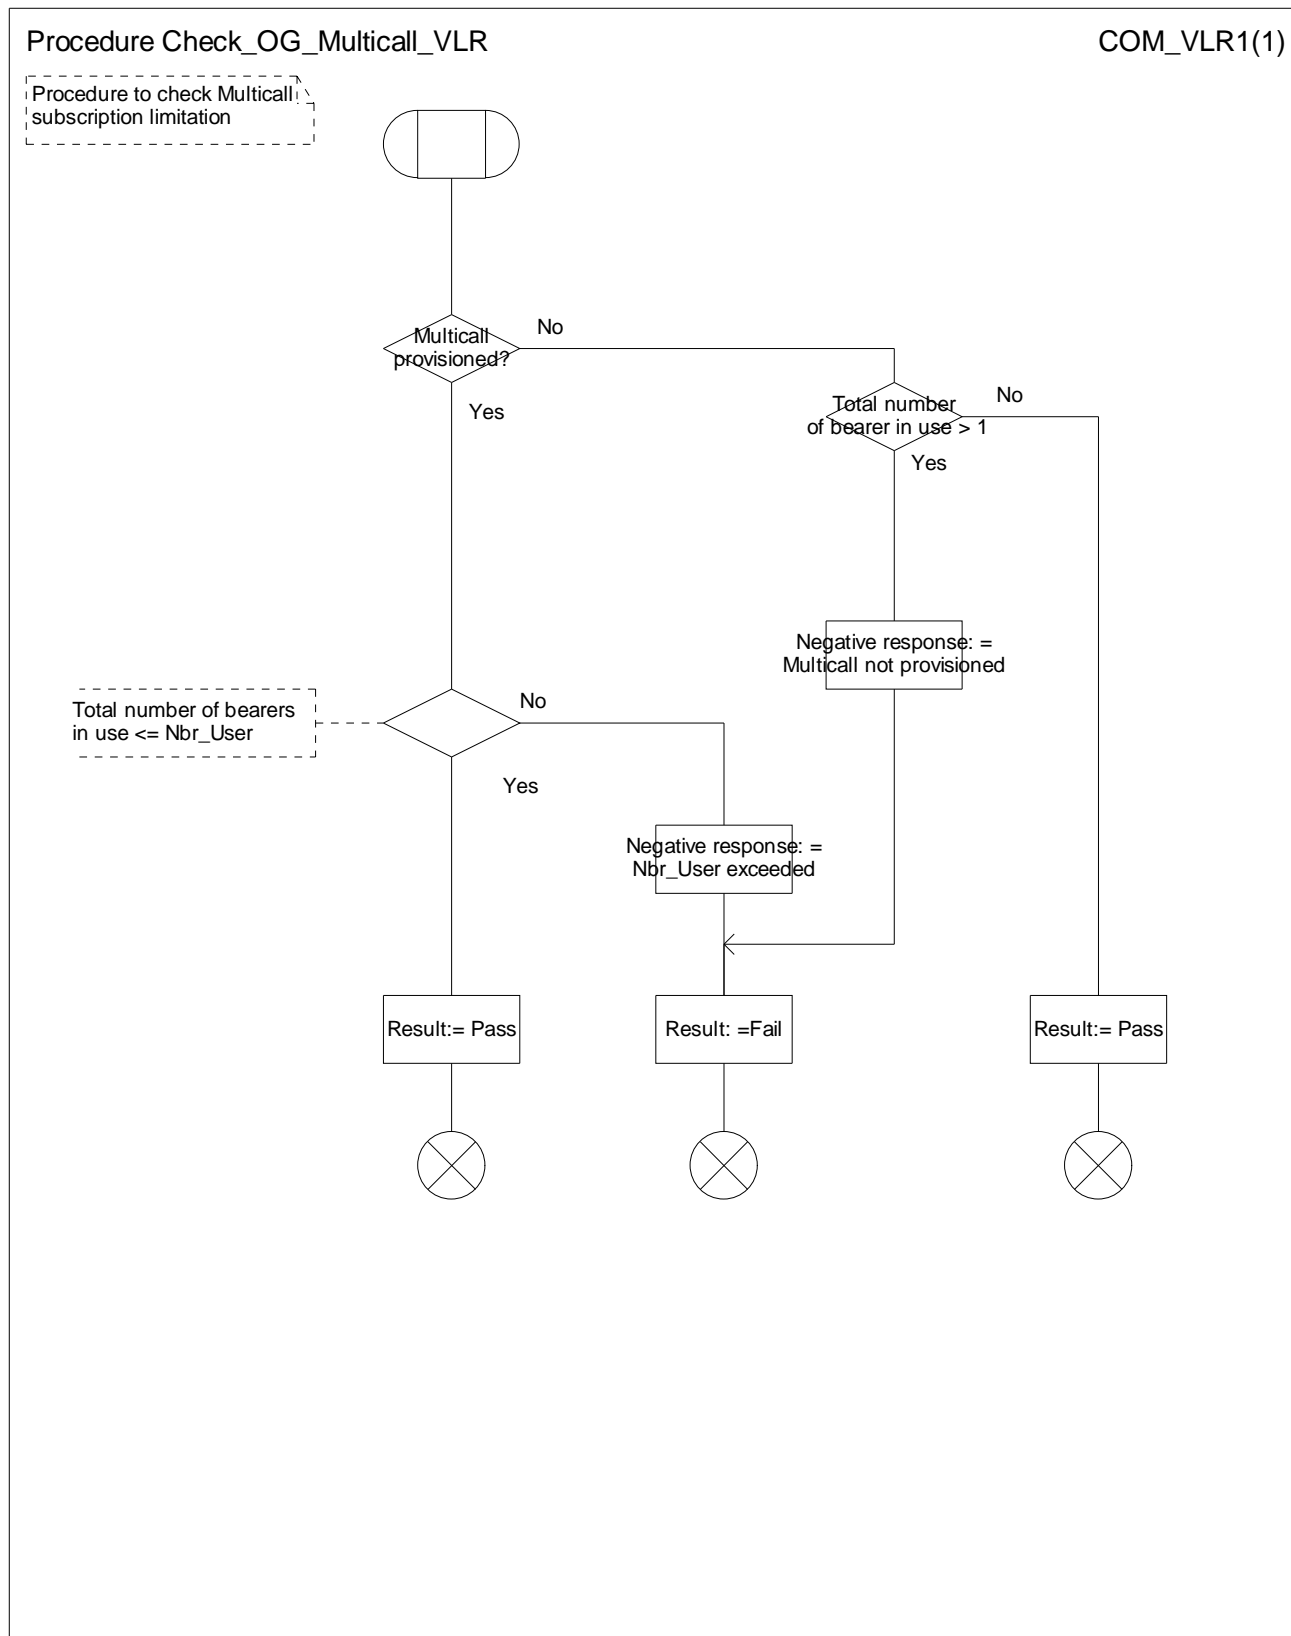 Procedure Check_OG_Multicall_VLR
COM_VLR1(1)
Procedure to check Multicall
subscription limitation
Multicall
provisioned?
No
Yes
Total number
of bearer in use > 1
No
Yes
Negative response: =
Multicall not provisioned
Total number of bearers
in use <= Nbr_User
No
Yes
Negative response: =
Nbr_User exceeded
Result:= Pass
Result: =Fail
Result:= Pass